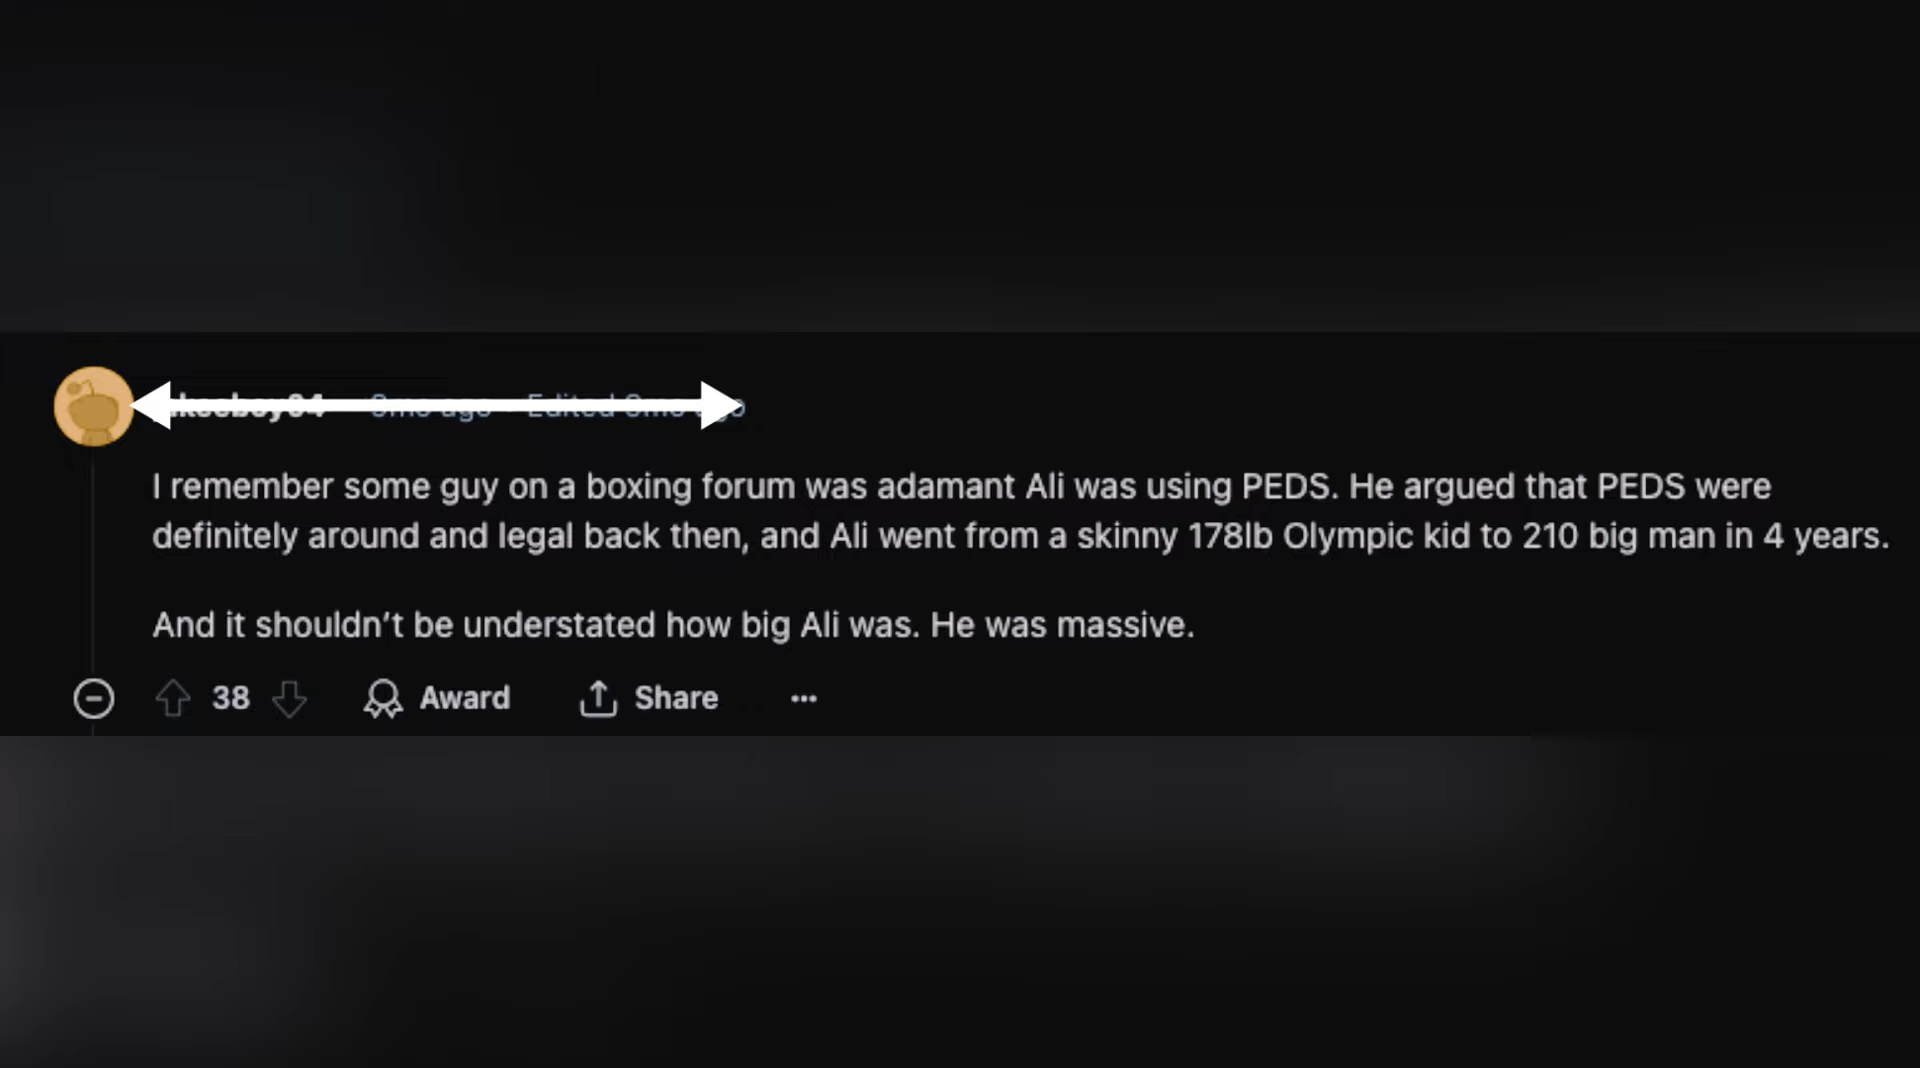 I remember some guy on a boxing forum was adamant Ali was using PEDS. He argued that PEDS were
definitely around and legal back then, and Ali went from a skinny 178lb Olympic kid to 210 big man in 4 years.
And it shouldn't be understated how big Ali was. He was massive.
38 Award Share